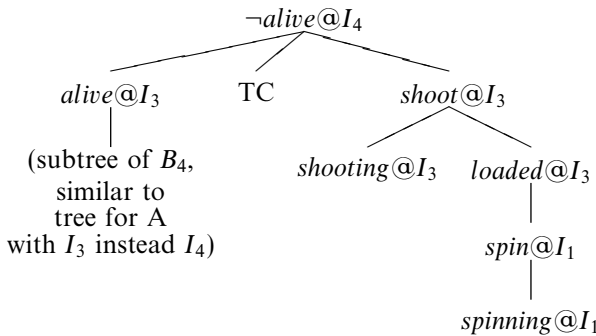 ¬alive@I₄
alive@I₃ TC shoot@I₃
(subtree of B₄, shooting@I₃ loaded@I₃
similar to
tree for A
with I₃ instead I₄) spin@I₁
spinning@I₁